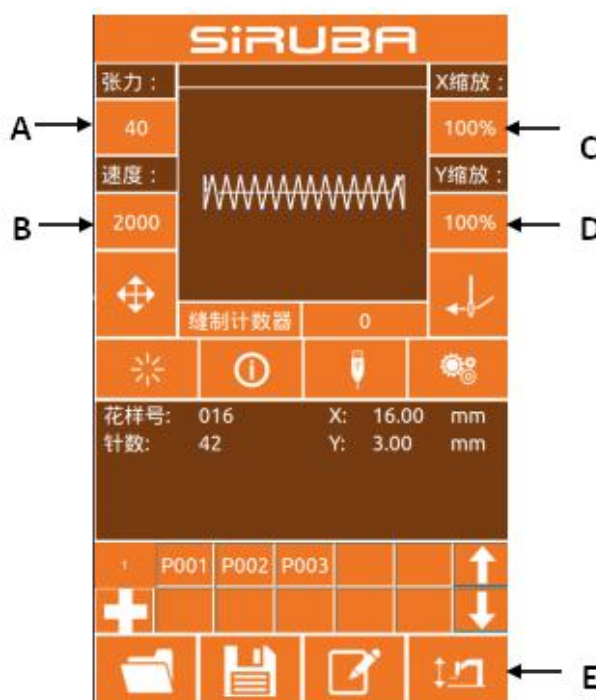 SiRUBA
张力： X缩放：
A 40 100% C
速度： Y缩放：
B 2000 100% D
缝制计数器 0
花样号: 016 X: 16.00 mm
针数: 42 Y: 3.00 mm
1 P001 P002 P003
E